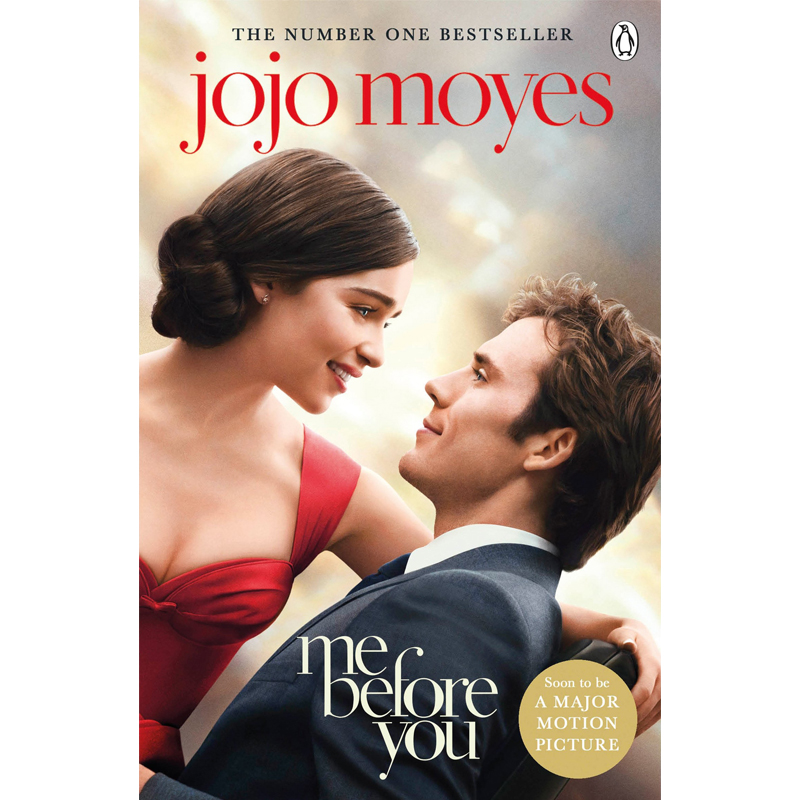 THE NUMBER ONE BESTSELLER
jojo moyes
me
before
you
Soon to be
A MAJOR
MOTION
PICTURE